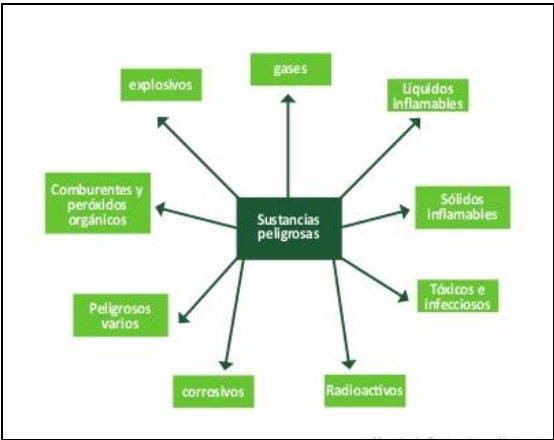 gases
explosivos
Líquidos
inflamables
Comburentes y
peróxidos
orgánicos
Sustancias
peligrosas
Sólidos
inflamables
Tóxicos e
infecciosos
Peligrosos
varios
corrosivos
Radioactivos